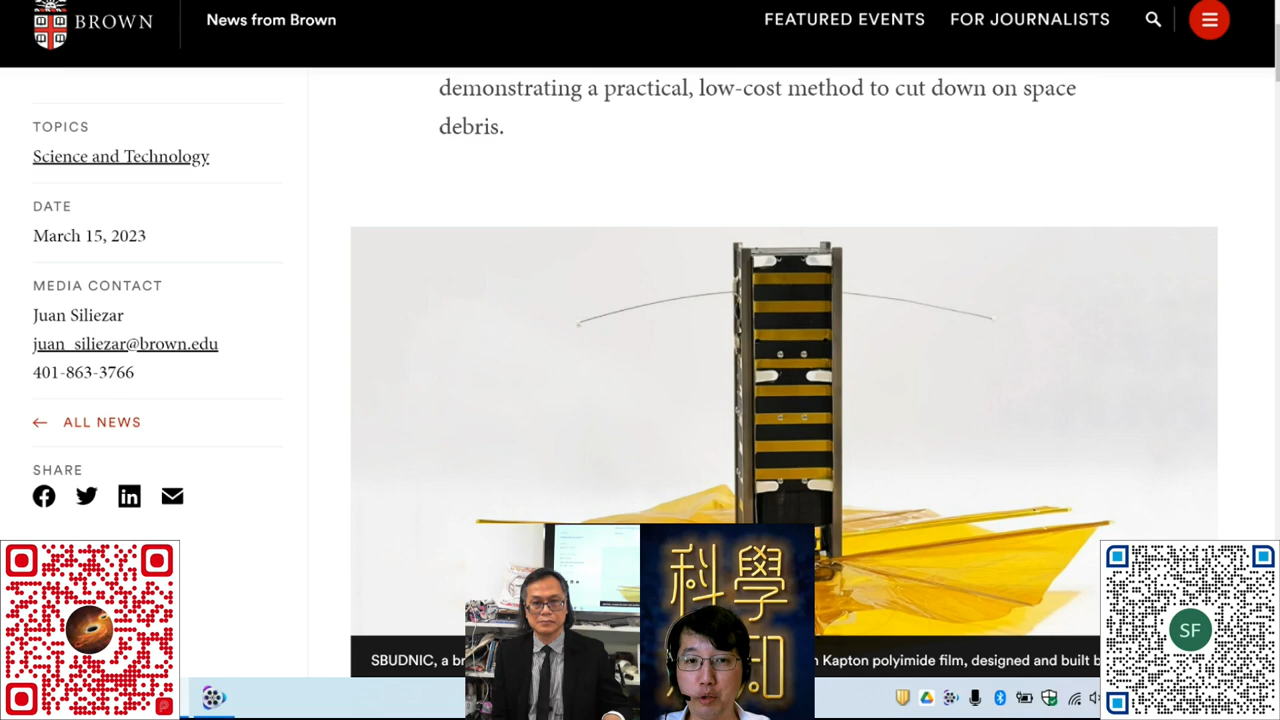 BROWN
News from Brown
FEATURED EVENTS
FOR JOURNALISTS
demonstrating a practical, low-cost method to cut down on space
debris.
TOPICS
Science and Technology
DATE
March 15, 2023
MEDIA CONTACT
Juan Siliezar
juan_siliezar@brown.edu
401-863-3766
← ALL NEWS
SHARE
科學
知
SF
SBUDNIC, a br
n Kapton polyimide film, designed and built b